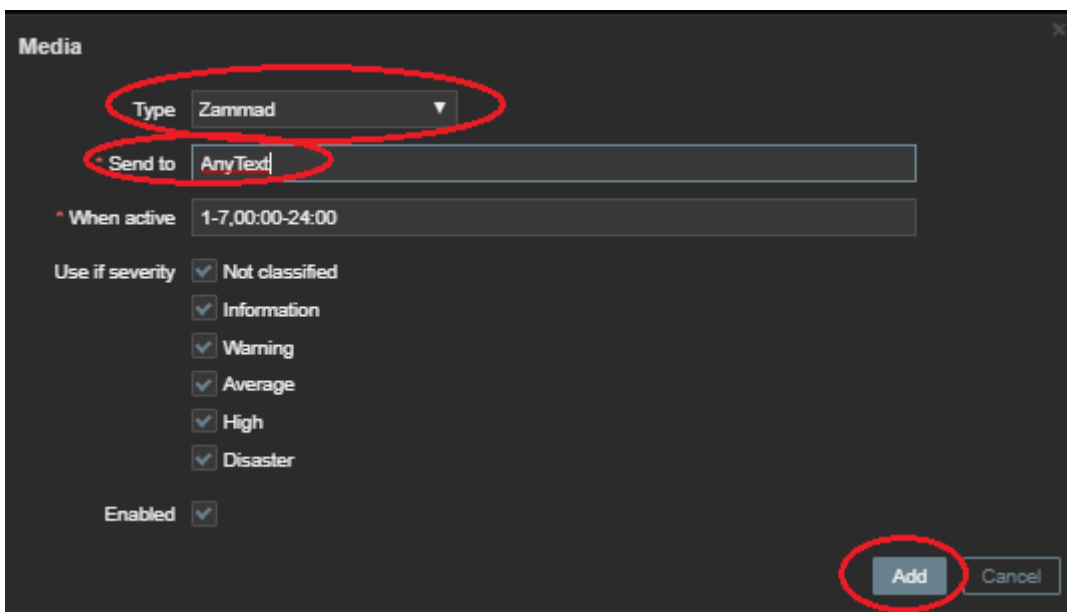 Media
Type Zammad
* Send to AnyText
* When active 1-7,00:00-24:00
Use if severity Not classified
Information
Warning
Average
High
Disaster
Enabled
Add Cancel